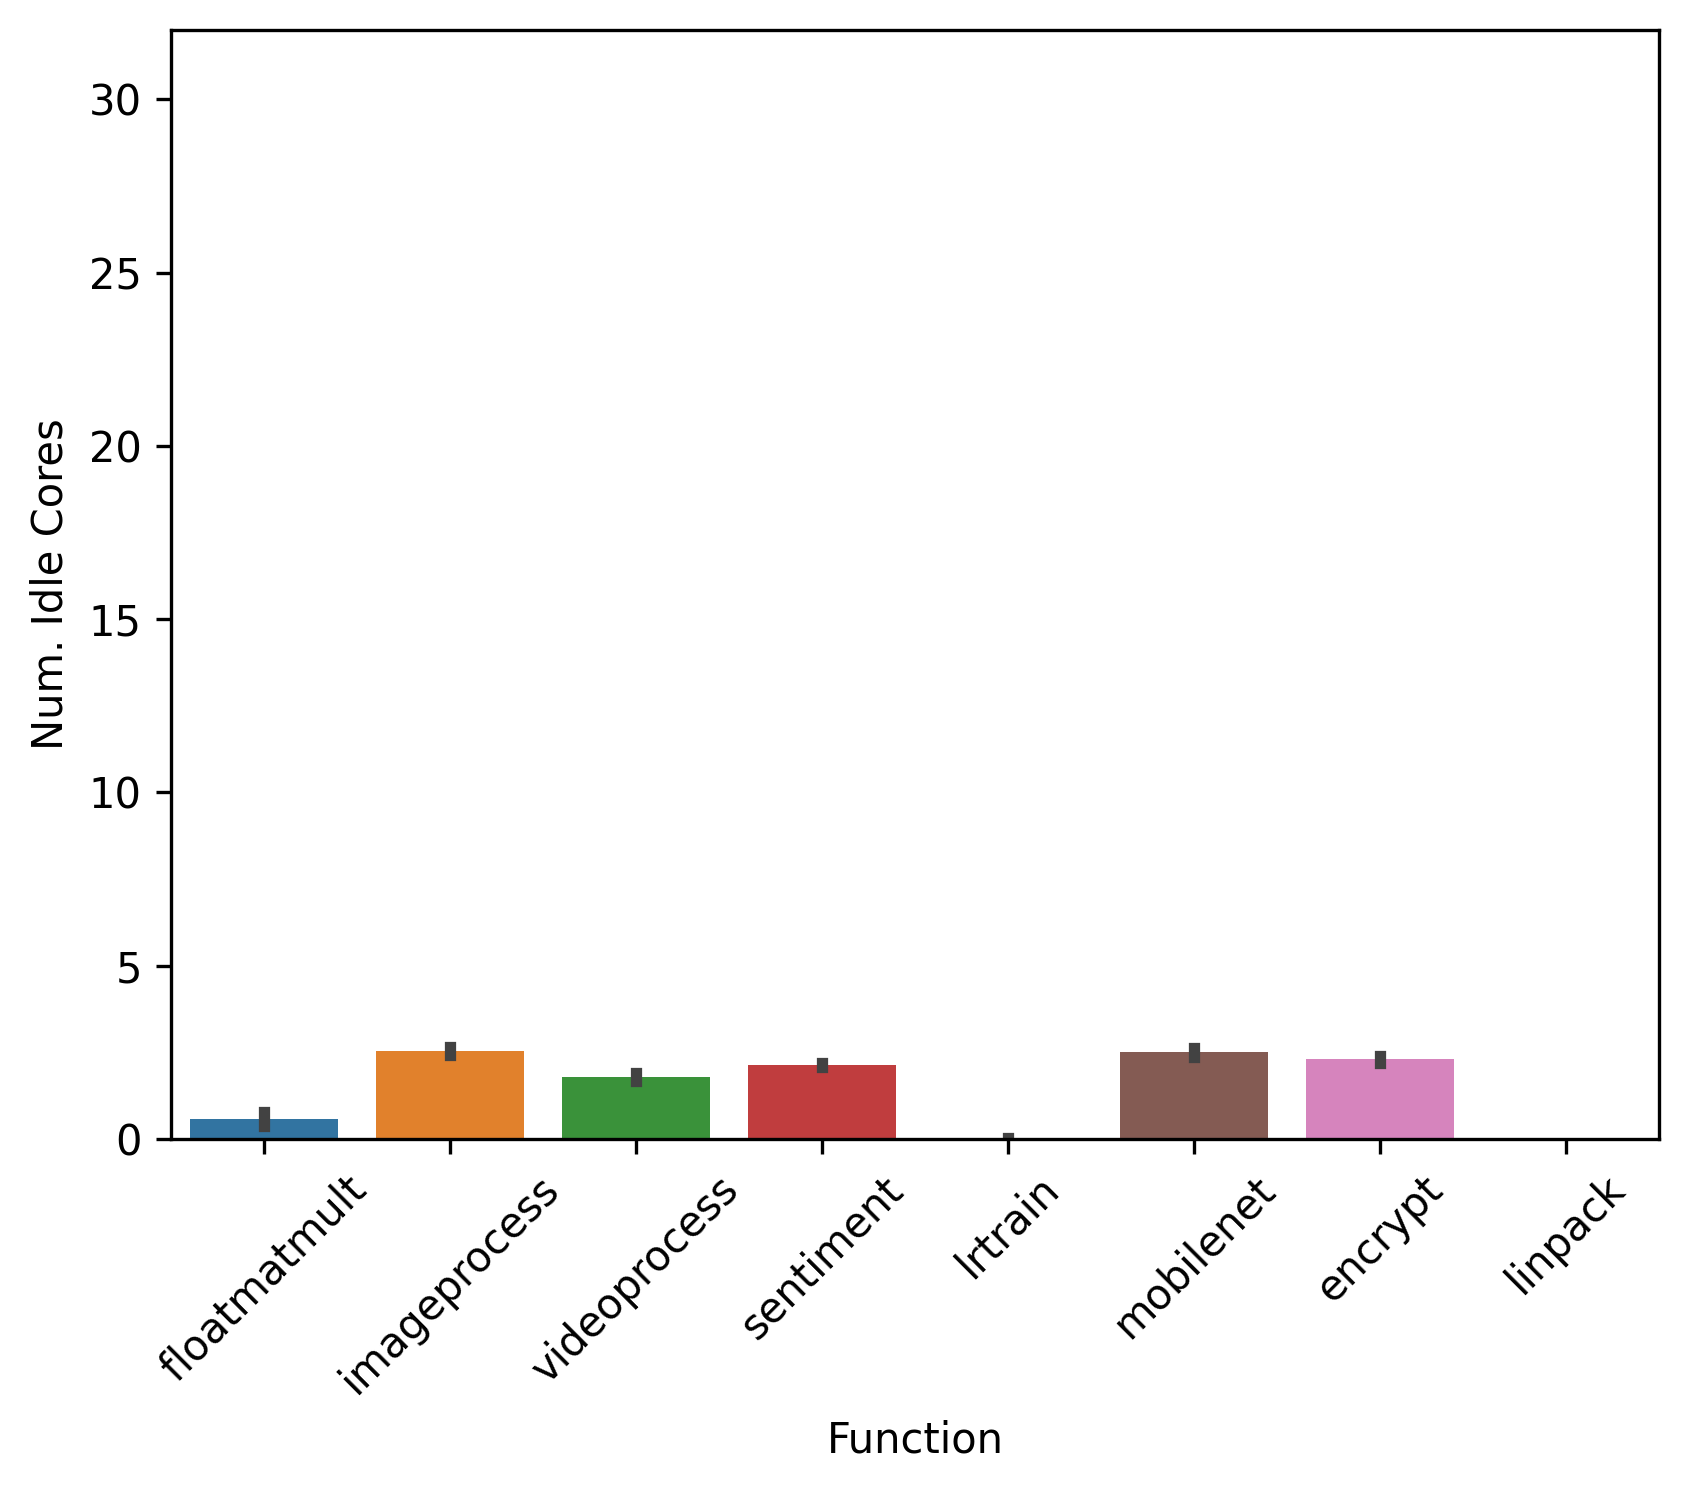 Num. Idle Cores
30
25
20
15
10
5
0
floatmatmult
imageprocess
videoprocess
sentiment
lrtrain
mobilenet
encrypt
linpack
Function